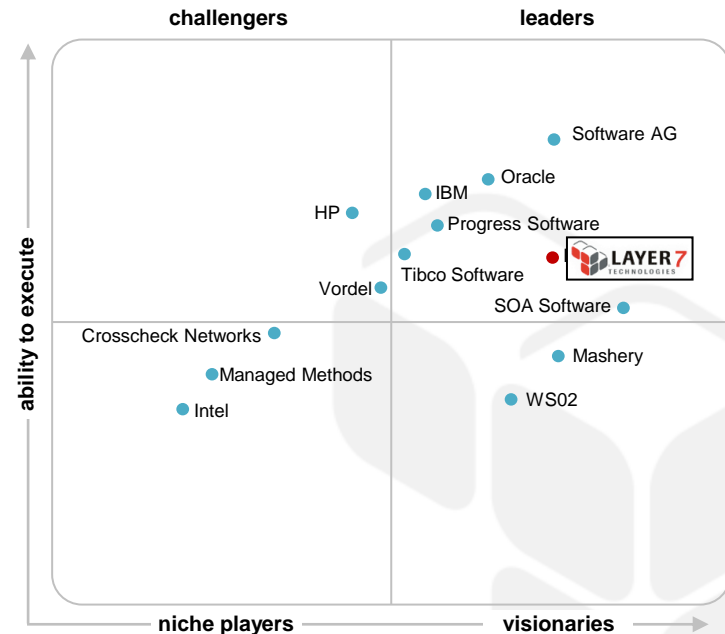 challengers
leaders
Software AG
Oracle
IBM
HP
Progress Software
LAYER 7
TECHNOLOGIES
Tibco Software
Vordel
SOA Software
Crosscheck Networks
Mashery
Managed Methods
WS02
Intel
ability to execute
niche players
visionaries